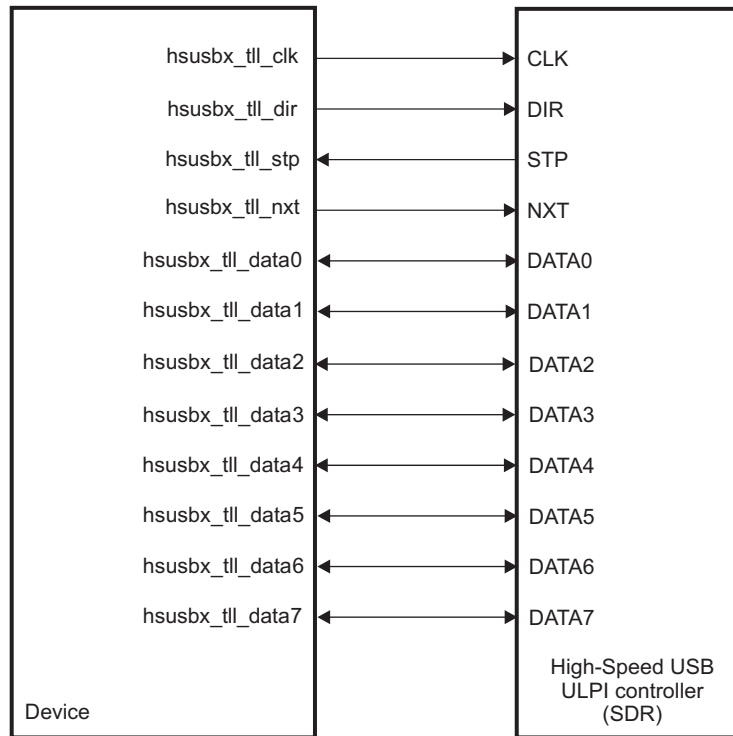 hsusbx_tll_clk CLK
hsusbx_tll_dir DIR
hsusbx_tll_stp STP
hsusbx_tll_nxt NXT
hsusbx_tll_data0 DATA0
hsusbx_tll_data1 DATA1
hsusbx_tll_data2 DATA2
hsusbx_tll_data3 DATA3
hsusbx_tll_data4 DATA4
hsusbx_tll_data5 DATA5
hsusbx_tll_data6 DATA6
hsusbx_tll_data7 DATA7
Device
High-Speed USB
ULPI controller
(SDR)